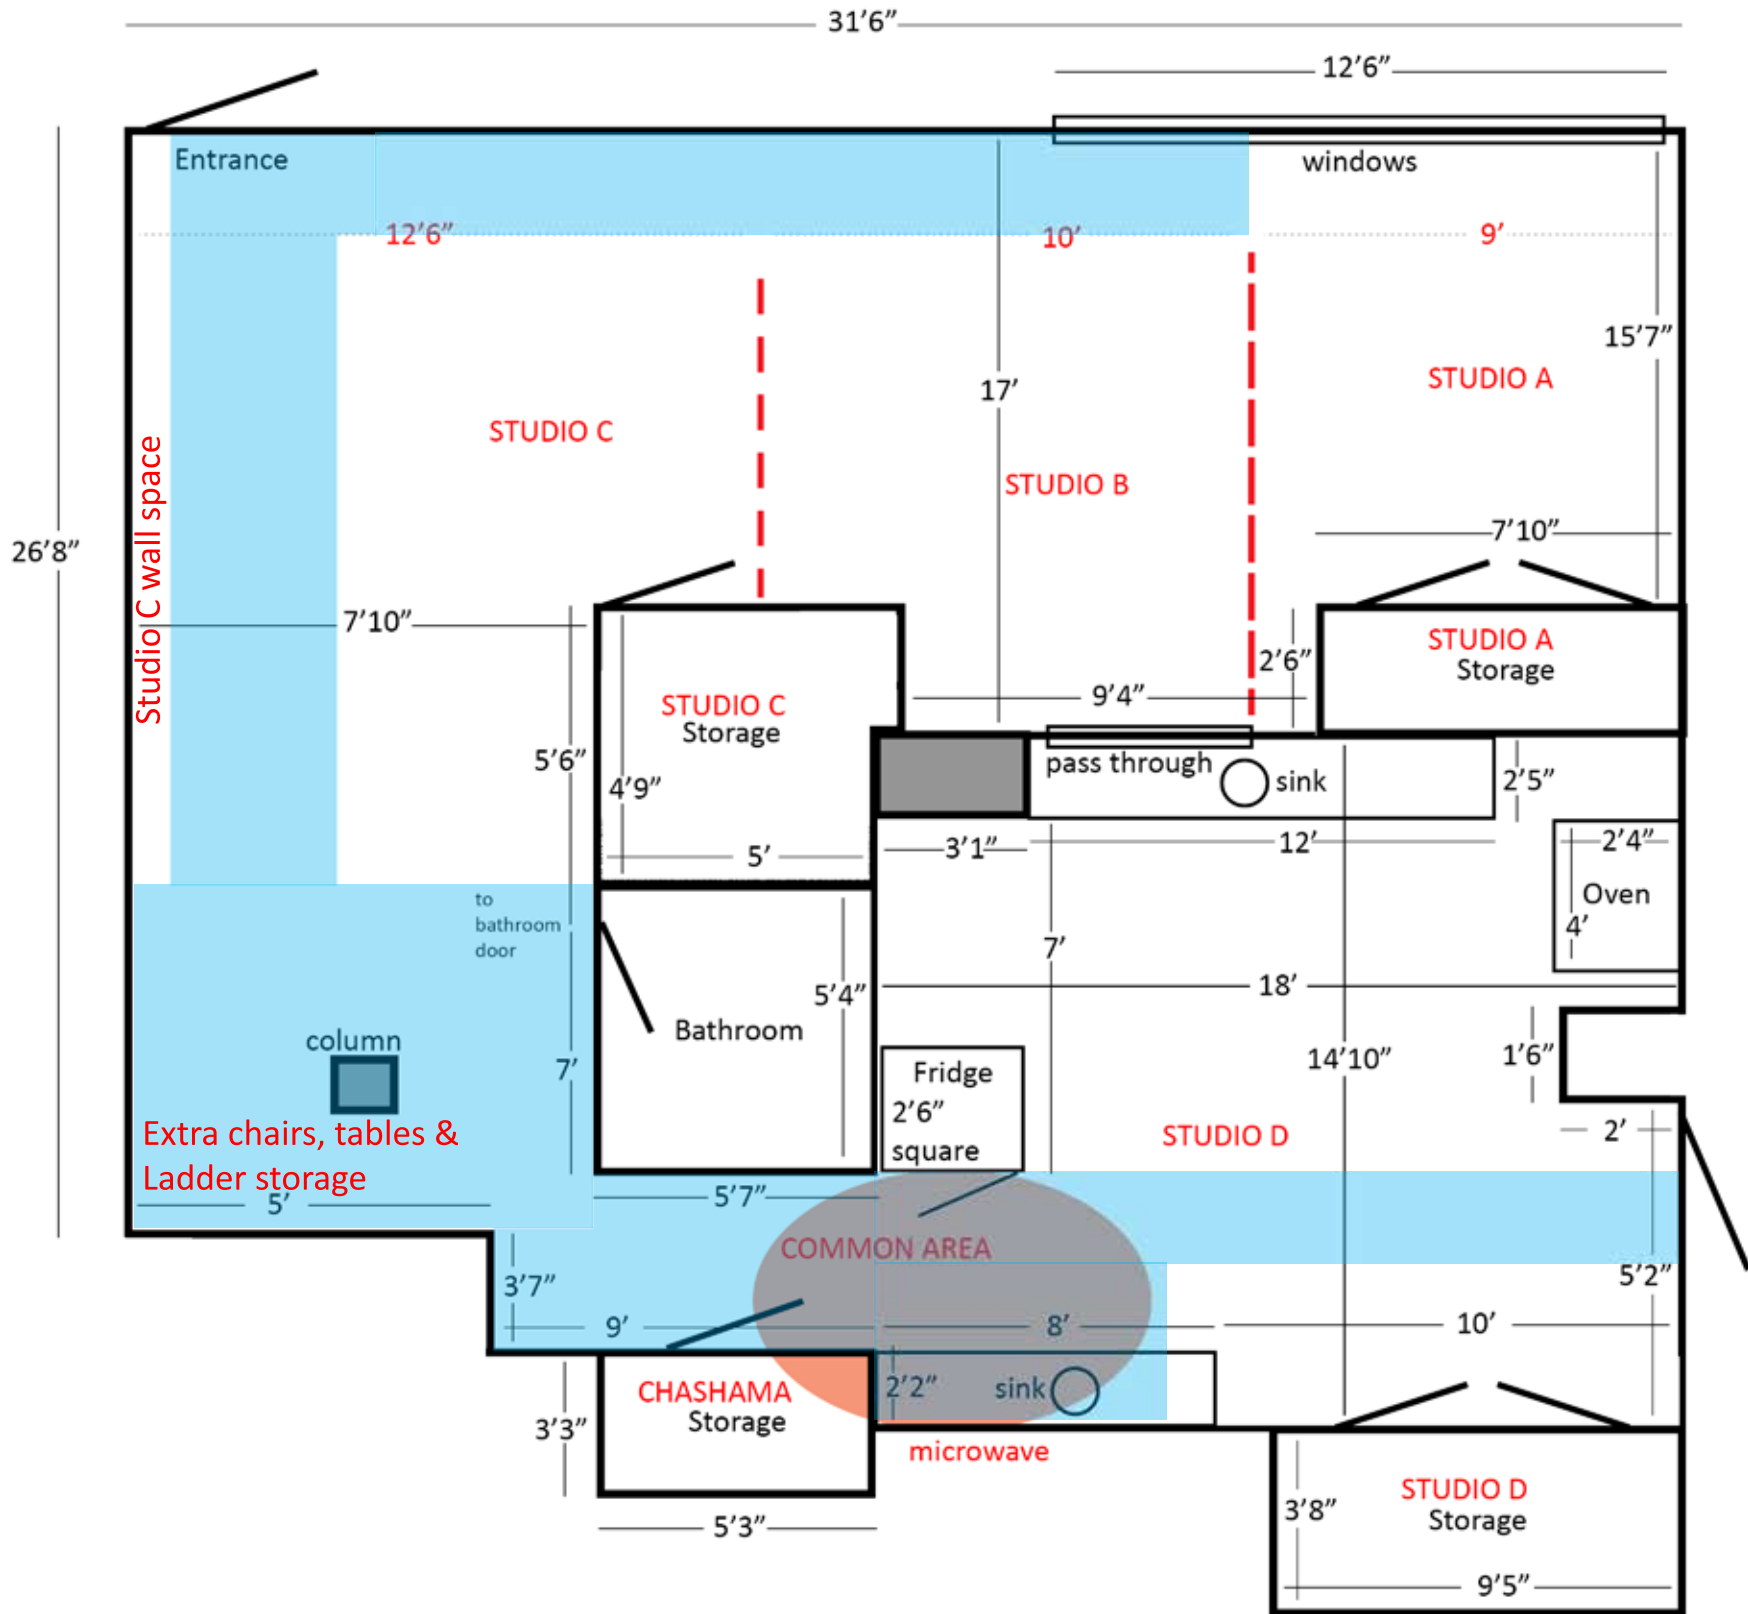 31’6”
12’6”
Entrance
windows
12’6”
10’
9’
15’7”
STUDIO A
17’
STUDIO C
STUDIO B
Studio C wall space
7’10”
26’8”
7’10”
STUDIO A
Storage
2’6”
9’4”
STUDIO C
Storage
5’6”
4’9”
pass through
sink
2’5”
5’
3’1”
12’
2’4”
Oven
4’
to
bathroom
door
7’
18’
5’4”
Bathroom
column
7’
Fridge
2’6”
square
14’10”
1’6”
STUDIO D
2’
Extra chairs, tables &
Ladder storage
5’
5’7”
COMMON AREA
3’7”
5’2”
9’
8’
10’
CHASHAMA
Storage
2’2”
sink
3’3”
microwave
STUDIO D
Storage
3’8”
5’3”
9’5”